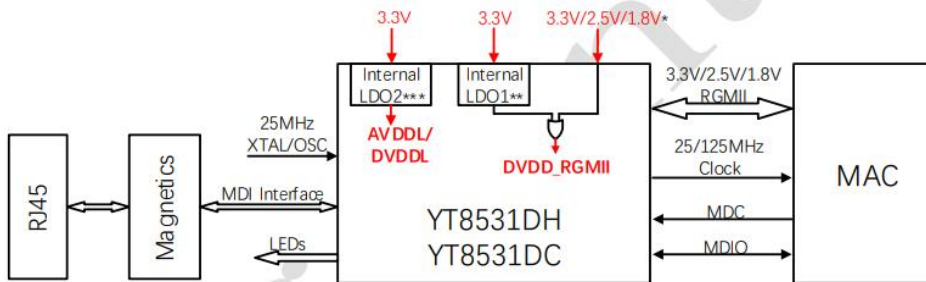 3.3V
3.3V
3.3V/2.5V/1.8V*
Internal
LDO2***
Internal
LDO1**
3.3V/2.5V/1.8V
RGMII
AVDDL/
DVDDL
DVDD_RGMII
25MHz
XTAL/OSC
25/125MHz
Clock
RJ45
Magnetics
MDI Interface
LEDs
YT8531DH
YT8531DC
MDC
MDIO
MAC